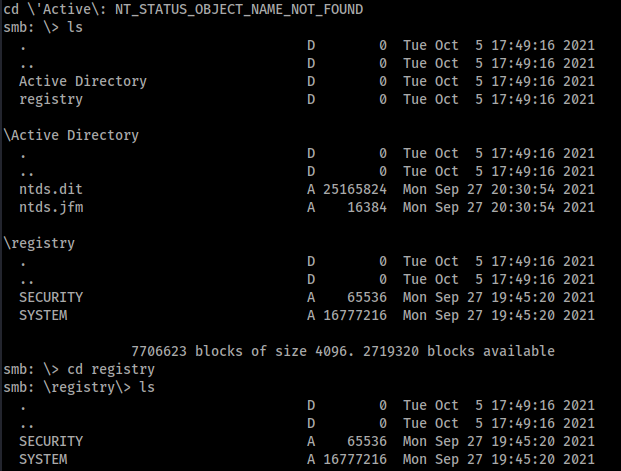 cd \'Active\: NT_STATUS_OBJECT_NAME_NOT_FOUND
smb: \> ls
  .                                   D        0  Tue Oct  5 17:49:16 2021
  ..                                  D        0  Tue Oct  5 17:49:16 2021
  Active Directory                    D        0  Tue Oct  5 17:49:16 2021
  registry                            D        0  Tue Oct  5 17:49:16 2021

\Active Directory
  .                                   D        0  Tue Oct  5 17:49:16 2021
  ..                                  D        0  Tue Oct  5 17:49:16 2021
  ntds.dit                            A 25165824  Mon Sep 27 20:30:54 2021
  ntds.jfm                            A    16384  Mon Sep 27 20:30:54 2021

\registry
  .                                   D        0  Tue Oct  5 17:49:16 2021
  ..                                  D        0  Tue Oct  5 17:49:16 2021
  SECURITY                            A    65536  Mon Sep 27 19:45:20 2021
  SYSTEM                              A 16777216  Mon Sep 27 19:45:20 2021

                7706623 blocks of size 4096. 2719320 blocks available
smb: \> cd registry
smb: \registry\> ls
  .                                   D        0  Tue Oct  5 17:49:16 2021
  ..                                  D        0  Tue Oct  5 17:49:16 2021
  SECURITY                            A    65536  Mon Sep 27 19:45:20 2021
  SYSTEM                              A 16777216  Mon Sep 27 19:45:20 2021